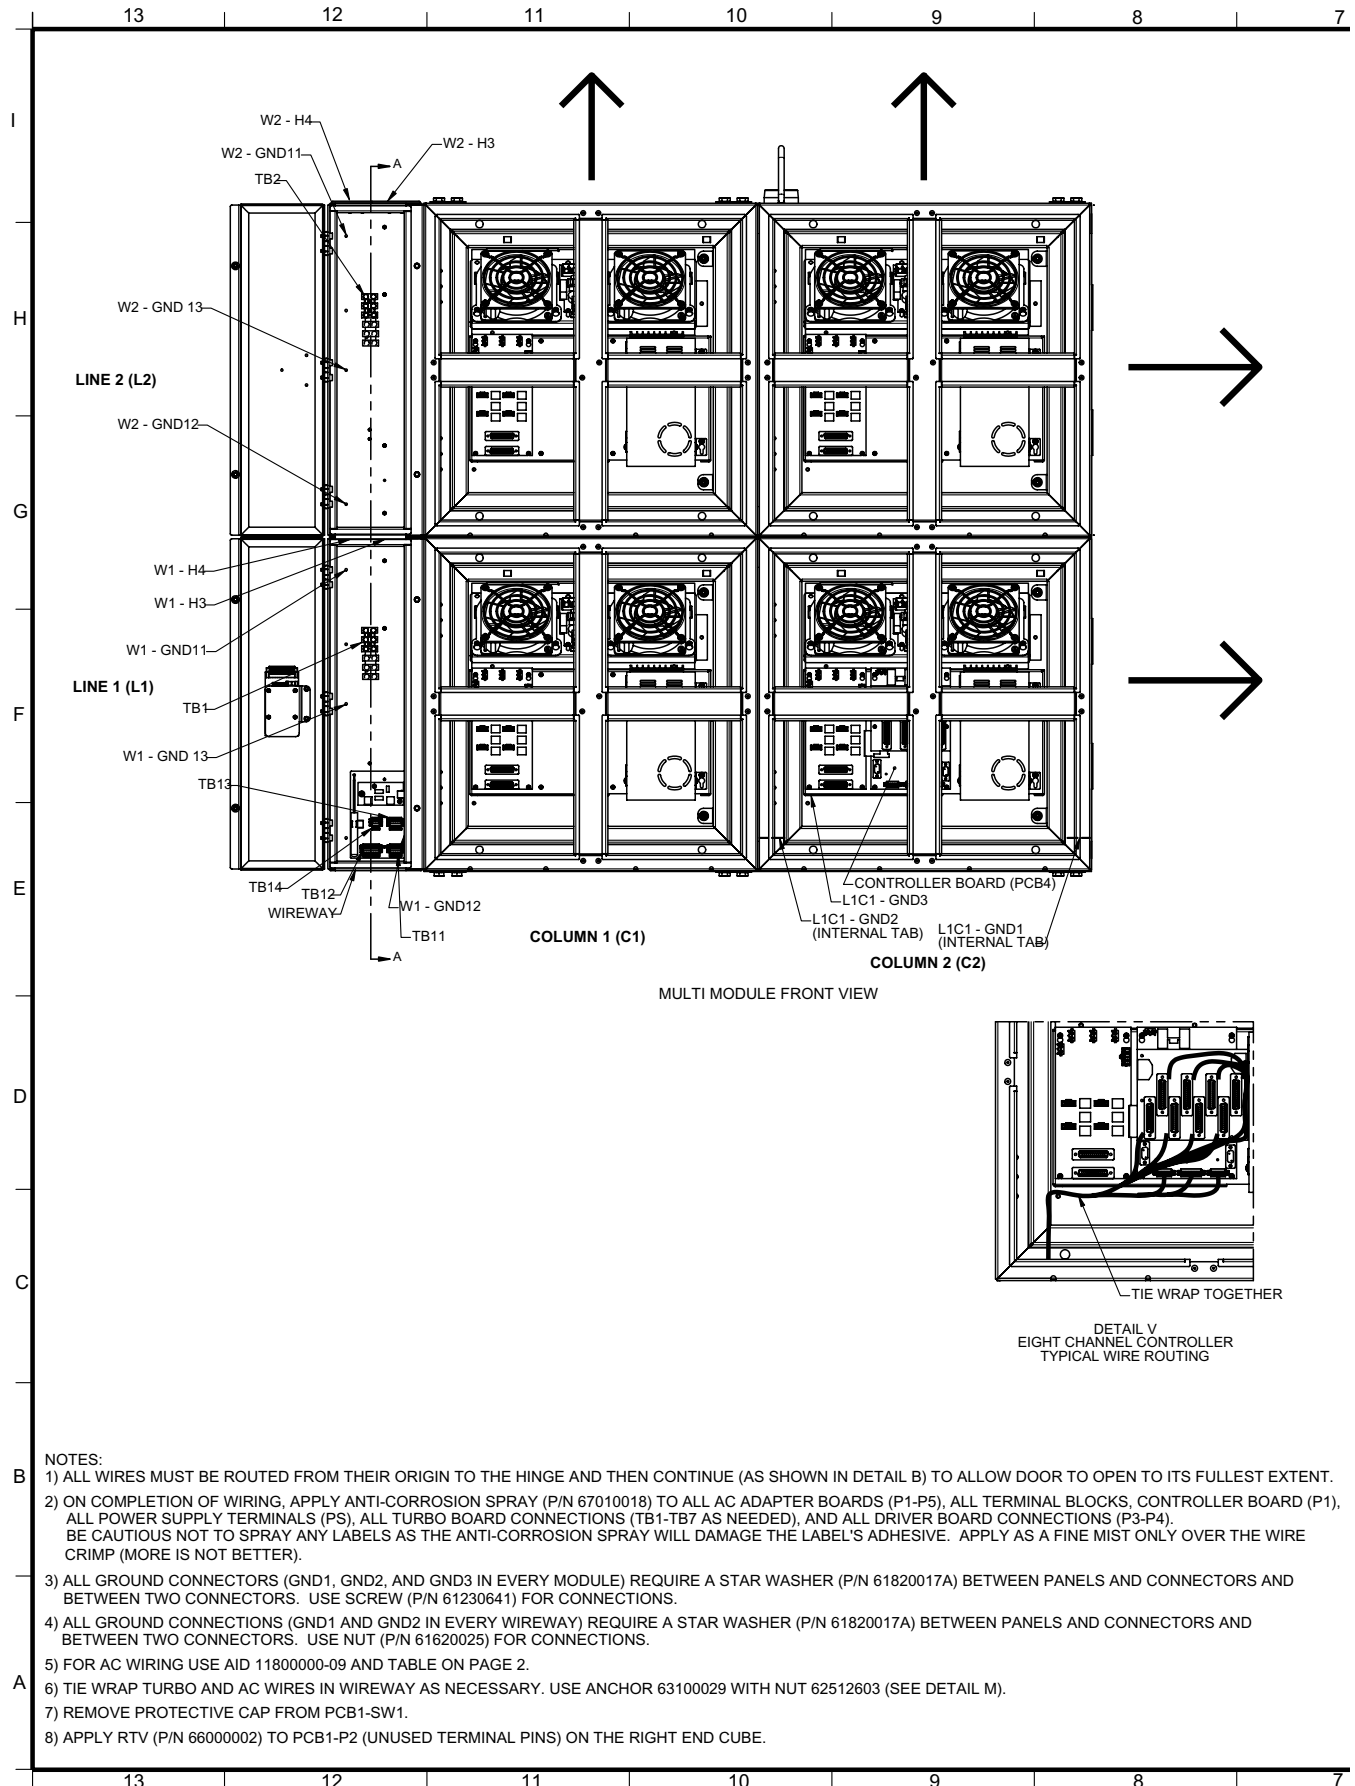 13 12 11 10 9 8 7
I
H
G
F
E
D
C
B
A
W2 - H4
W2 - H3
W2 - GND11
A
TB2
W2 - GND 13
LINE 2 (L2)
W2 - GND12
W1 - H4
W1 - H3
W1 - GND11
LINE 1 (L1)
TB1
W1 - GND 13
TB13
TB14
TB12
WIREWAY
W1 - GND12
TB11
A
CONTROLLER BOARD (PCB4)
L1C1 - GND3
L1C1 - GND2
(INTERNAL TAB)
L1C1 - GND1
(INTERNAL TAB)
COLUMN 1 (C1)
COLUMN 2 (C2)
MULTI MODULE FRONT VIEW
TIE WRAP TOGETHER
DETAIL V
EIGHT CHANNEL CONTROLLER
TYPICAL WIRE ROUTING
NOTES:
1) ALL WIRES MUST BE ROUTED FROM THEIR ORIGIN TO THE HINGE AND THEN CONTINUE (AS SHOWN IN DETAIL B) TO ALLOW DOOR TO OPEN TO ITS FULLEST EXTENT.
2) ON COMPLETION OF WIRING, APPLY ANTI-CORROSION SPRAY (P/N 67010018) TO ALL AC ADAPTER BOARDS (P1-P5), ALL TERMINAL BLOCKS, CONTROLLER BOARD (P1),
ALL POWER SUPPLY TERMINALS (PS), ALL TURBO BOARD CONNECTIONS (TB1-TB7 AS NEEDED), AND ALL DRIVER BOARD CONNECTIONS (P3-P4).
BE CAUTIOUS NOT TO SPRAY ANY LABELS AS THE ANTI-CORROSION SPRAY WILL DAMAGE THE LABEL'S ADHESIVE. APPLY AS A FINE MIST ONLY OVER THE WIRE
CRIMP (MORE IS NOT BETTER).
3) ALL GROUND CONNECTORS (GND1, GND2, AND GND3 IN EVERY MODULE) REQUIRE A STAR WASHER (P/N 61820017A) BETWEEN PANELS AND CONNECTORS AND
BETWEEN TWO CONNECTORS. USE SCREW (P/N 61230641) FOR CONNECTIONS.
4) ALL GROUND CONNECTIONS (GND1 AND GND2 IN EVERY WIREWAY) REQUIRE A STAR WASHER (P/N 61820017A) BETWEEN PANELS AND CONNECTORS AND
BETWEEN TWO CONNECTORS. USE NUT (P/N 61620025) FOR CONNECTIONS.
5) FOR AC WIRING USE AID 11800000-09 AND TABLE ON PAGE 2.
6) TIE WRAP TURBO AND AC WIRES IN WIREWAY AS NECESSARY. USE ANCHOR 63100029 WITH NUT 62512603 (SEE DETAIL M).
7) REMOVE PROTECTIVE CAP FROM PCB1-SW1.
8) APPLY RTV (P/N 66000002) TO PCB1-P2 (UNUSED TERMINAL PINS) ON THE RIGHT END CUBE.
13 12 11 10 9 8 7